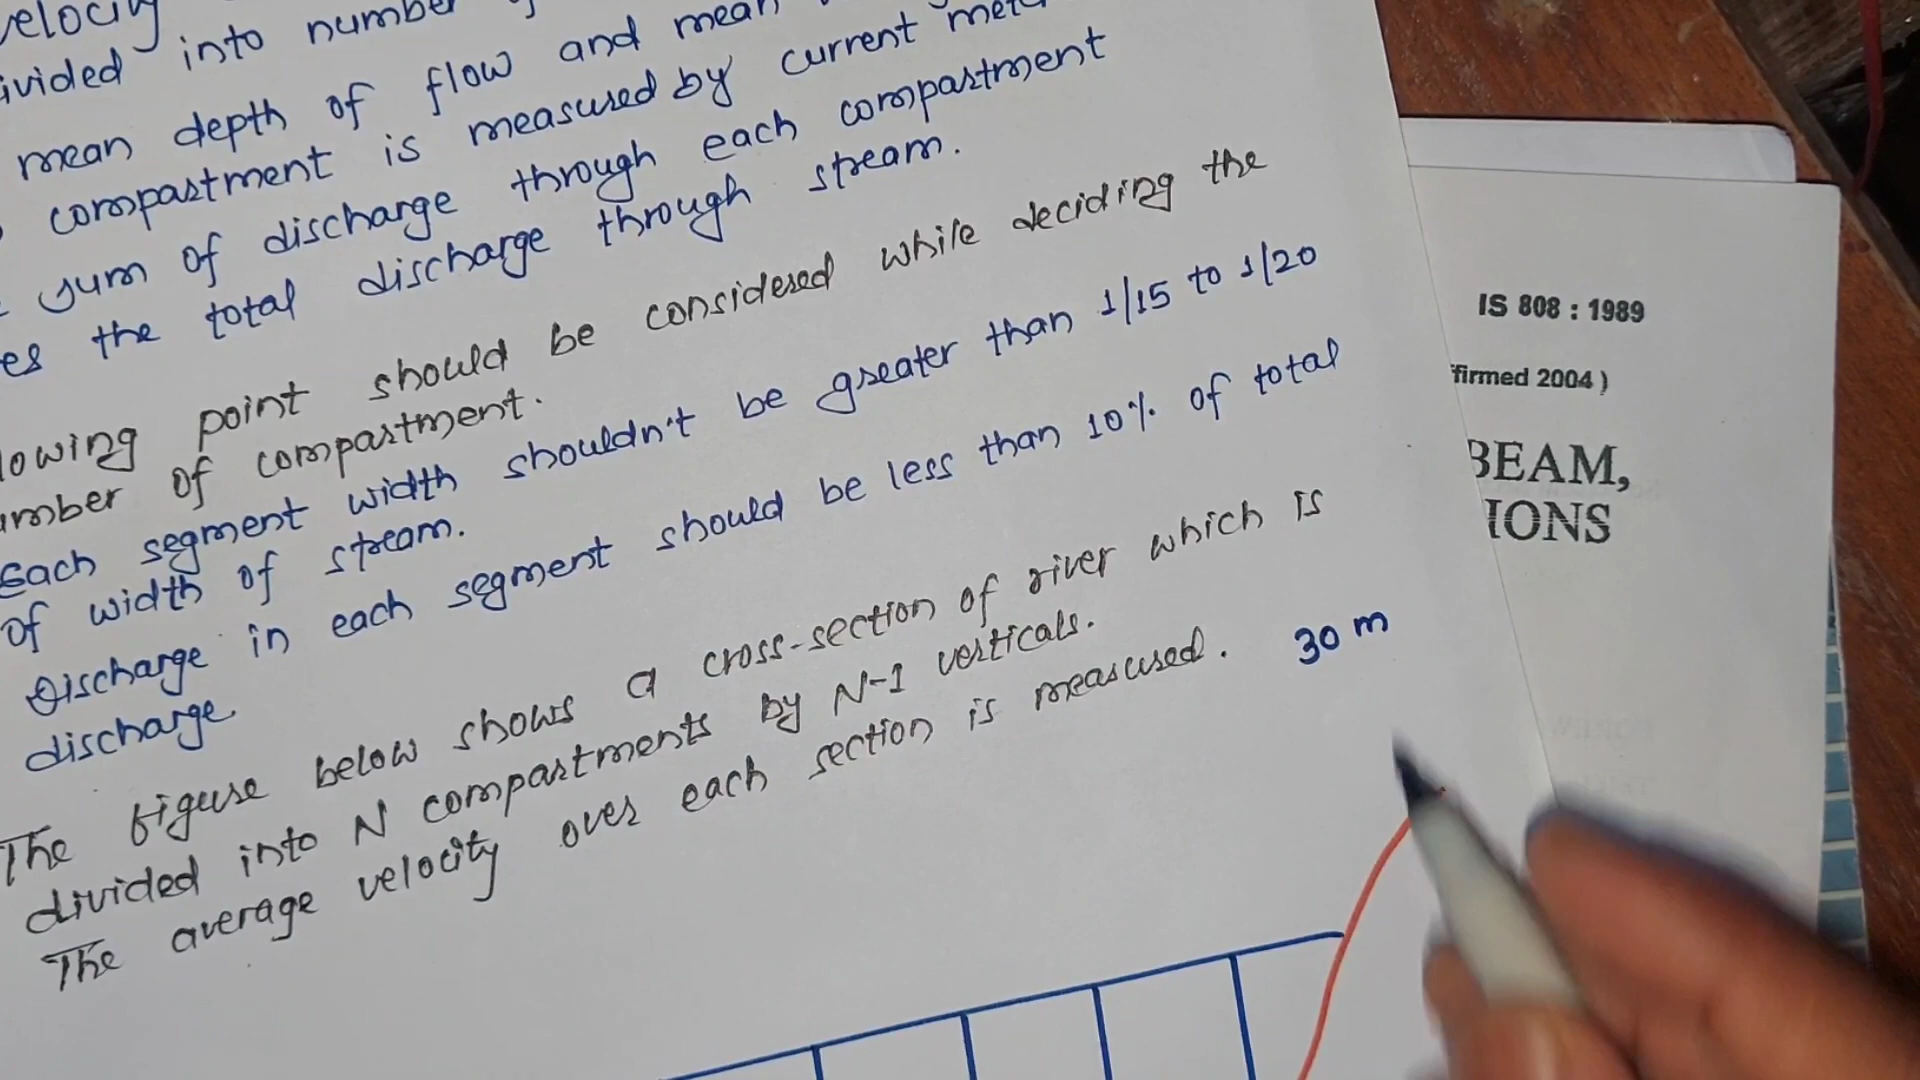 velocity
ivided into number
mean depth of flow and mean
compartment is measured by current met
sum of discharge through each compartment
es the total discharge through stream.
lowing point should be considered while deciding the
umber of compartment.
Each segment width shouldn't be greater than 1/15 to 1/20
of width of stream.
Discharge in each segment should be less than 10% of total
discharge.
The figure below shows a cross-section of river which is
divided into N compartments by N-1 verticals.
The average velocity over each section is measured. 30 m
IS 808 : 1989
firmed 2004 )
BEAM,
IONS